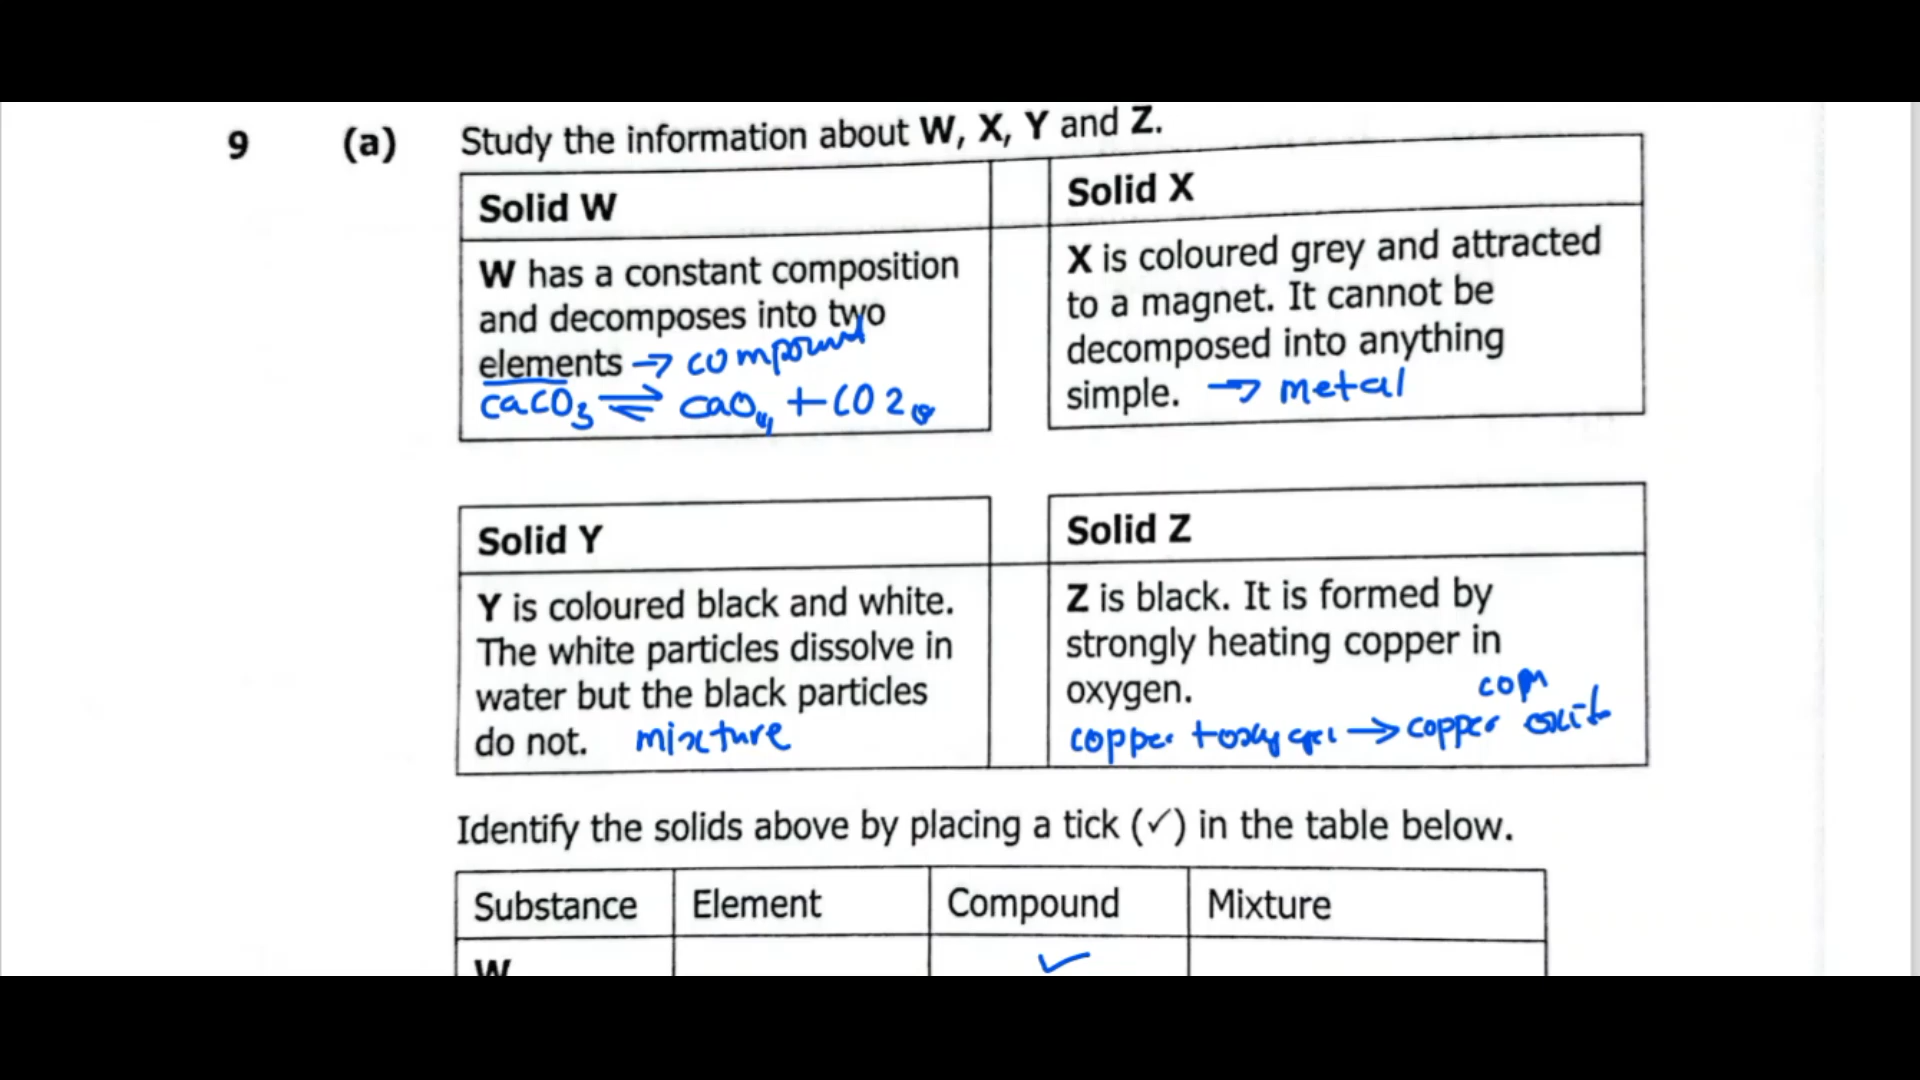 9 (a) Study the information about W, X, Y and Z.
Solid W
W has a constant composition
and decomposes into two
elements → compound
CaCO3 ⇌ CaO + CO2
Solid X
X is coloured grey and attracted
to a magnet. It cannot be
decomposed into anything
simple. → metal
Solid Y
Y is coloured black and white.
The white particles dissolve in
water but the black particles
do not. mixture
Solid Z
Z is black. It is formed by
strongly heating copper in
oxygen. com
copper + oxygen → copper
Identify the solids above by placing a tick (✓) in the table below.
Substance Element Compound Mixture
W ✓